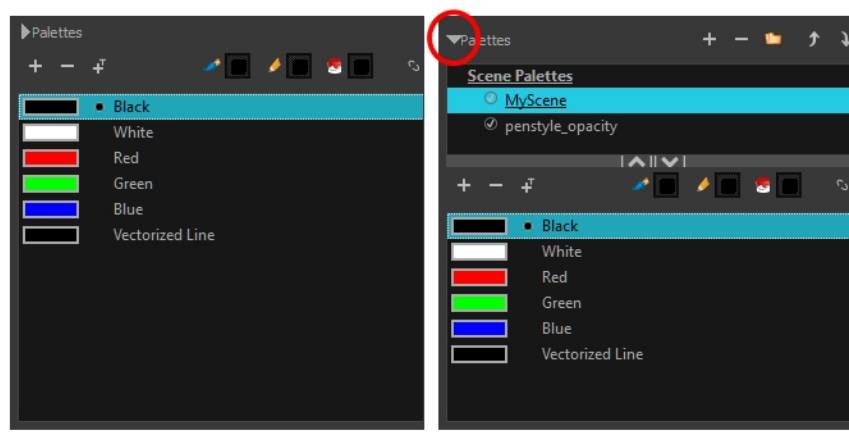 Palettes
Black
White
Red
Green
Blue
Vectorized Line
Palettes
Scene Palettes
MyScene
penstyle_opacity
Black
White
Red
Green
Blue
Vectorized Line